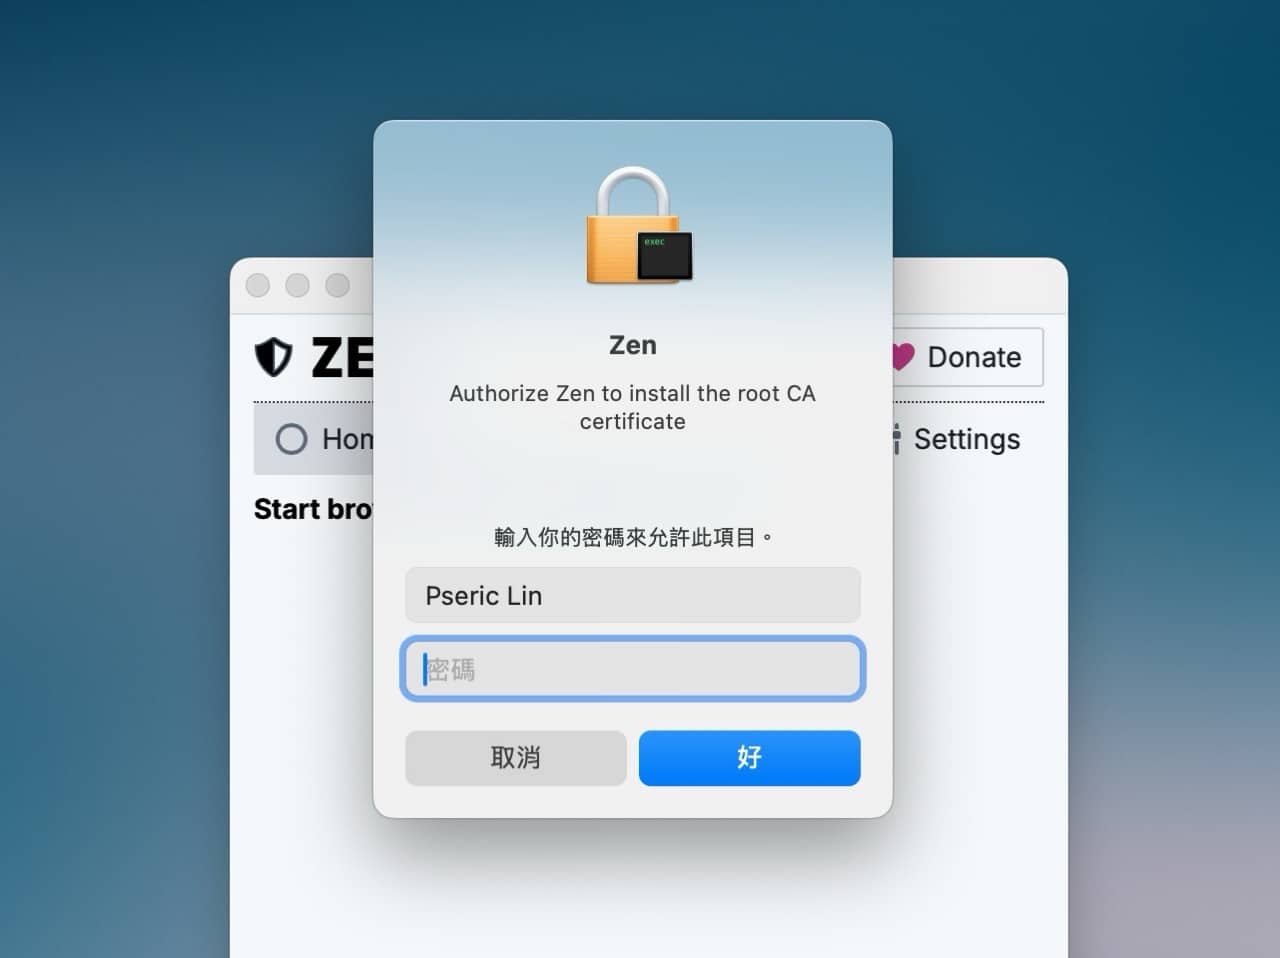 exec
Zen
Authorize Zen to install the root CA
certificate
輸入你的密碼來允許此項目。
Pseric Lin
密碼
取消
好
ZE
Donate
Hom
Settings
Start bro